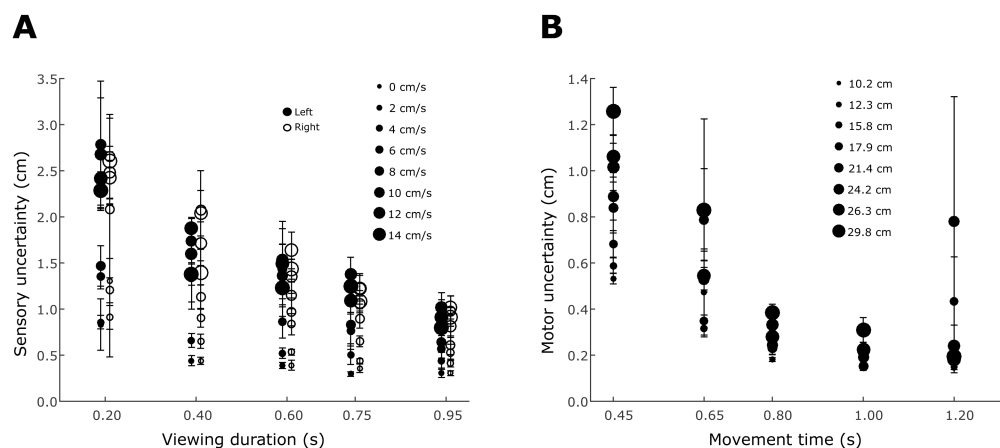 A
B
Sensory uncertainty (cm)
3.5
3.0
2.5
2.0
1.5
1.0
0.5
0.0
Left
Right
0 cm/s
2 cm/s
4 cm/s
6 cm/s
8 cm/s
10 cm/s
12 cm/s
14 cm/s
0.20 0.40 0.60 0.75 0.95
Viewing duration (s)
Motor uncertainty (cm)
1.4
1.2
1.0
0.8
0.6
0.4
0.2
0.0
10.2 cm
12.3 cm
15.8 cm
17.9 cm
21.4 cm
24.2 cm
26.3 cm
29.8 cm
0.45 0.65 0.80 1.00 1.20
Movement time (s)